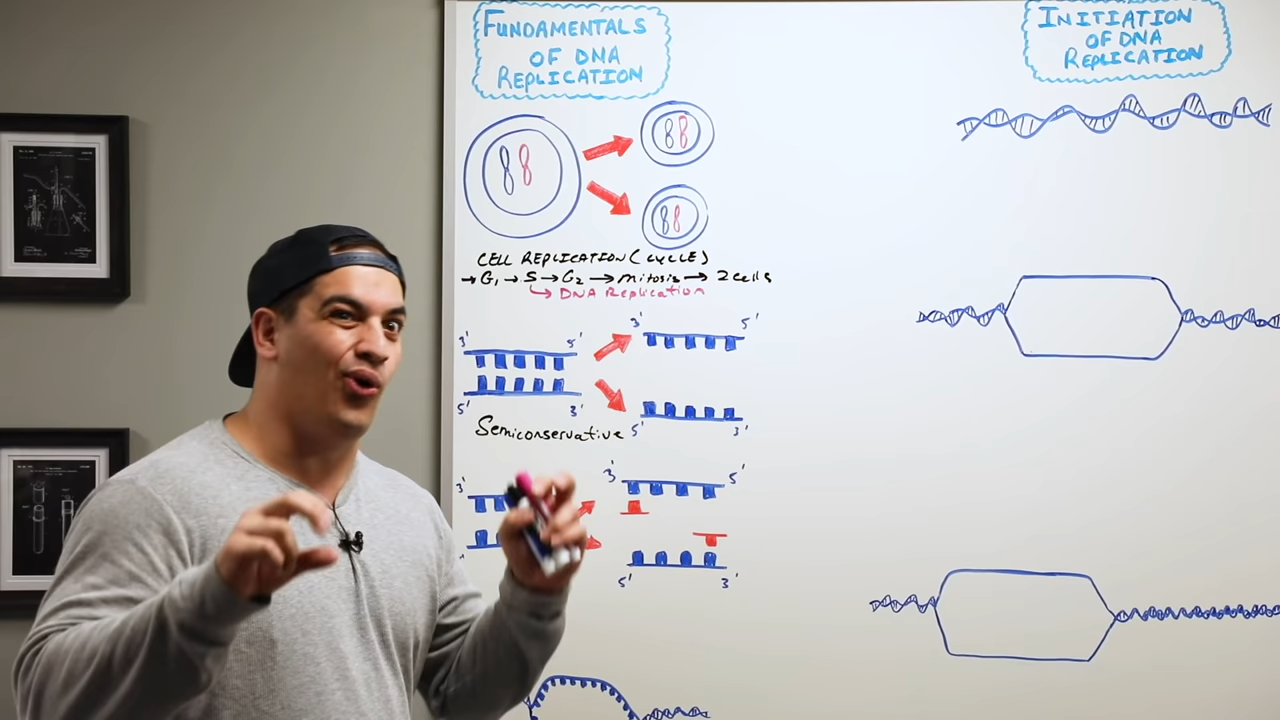 FUNDAMENTALS
OF DNA
REPLICATION
CELL REPLICATION (CYCLE)
→ G₁ → S → G₂ → mitosis → 2 cells
↳ DNA Replication
3' 5'
3' 5'
5' 3'
Semiconservative 5' 3'
3' 5'
3'
5' 3'
INITIATION
OF DNA
REPLICATION